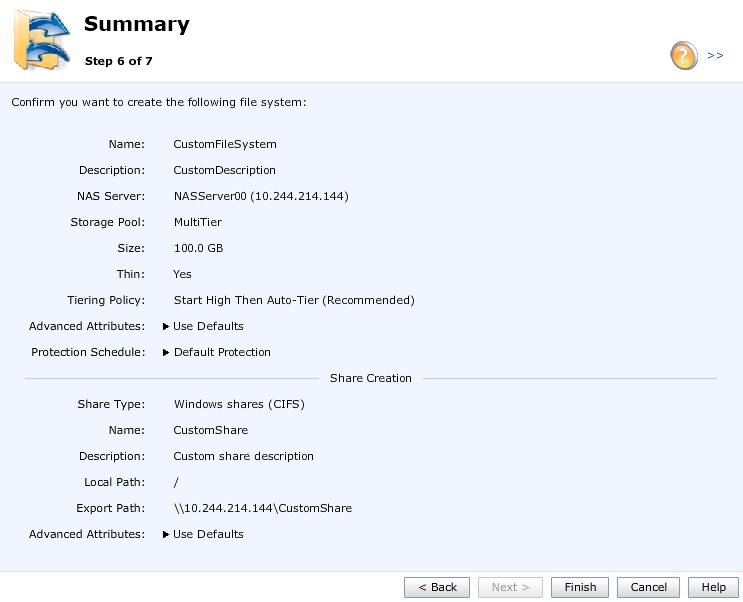 Summary
Step 6 of 7
? >>
Confirm you want to create the following file system:
Name: CustomFileSystem
Description: CustomDescription
NAS Server: NASServer00 (10.244.214.144)
Storage Pool: MultiTier
Size: 100.0 GB
Thin: Yes
Tiering Policy: Start High Then Auto-Tier (Recommended)
Advanced Attributes: Use Defaults
Protection Schedule: Default Protection
Share Creation
Share Type: Windows shares (CIFS)
Name: CustomShare
Description: Custom share description
Local Path: /
Export Path: \\10.244.214.144\CustomShare
Advanced Attributes: Use Defaults
< Back Next > Finish Cancel Help